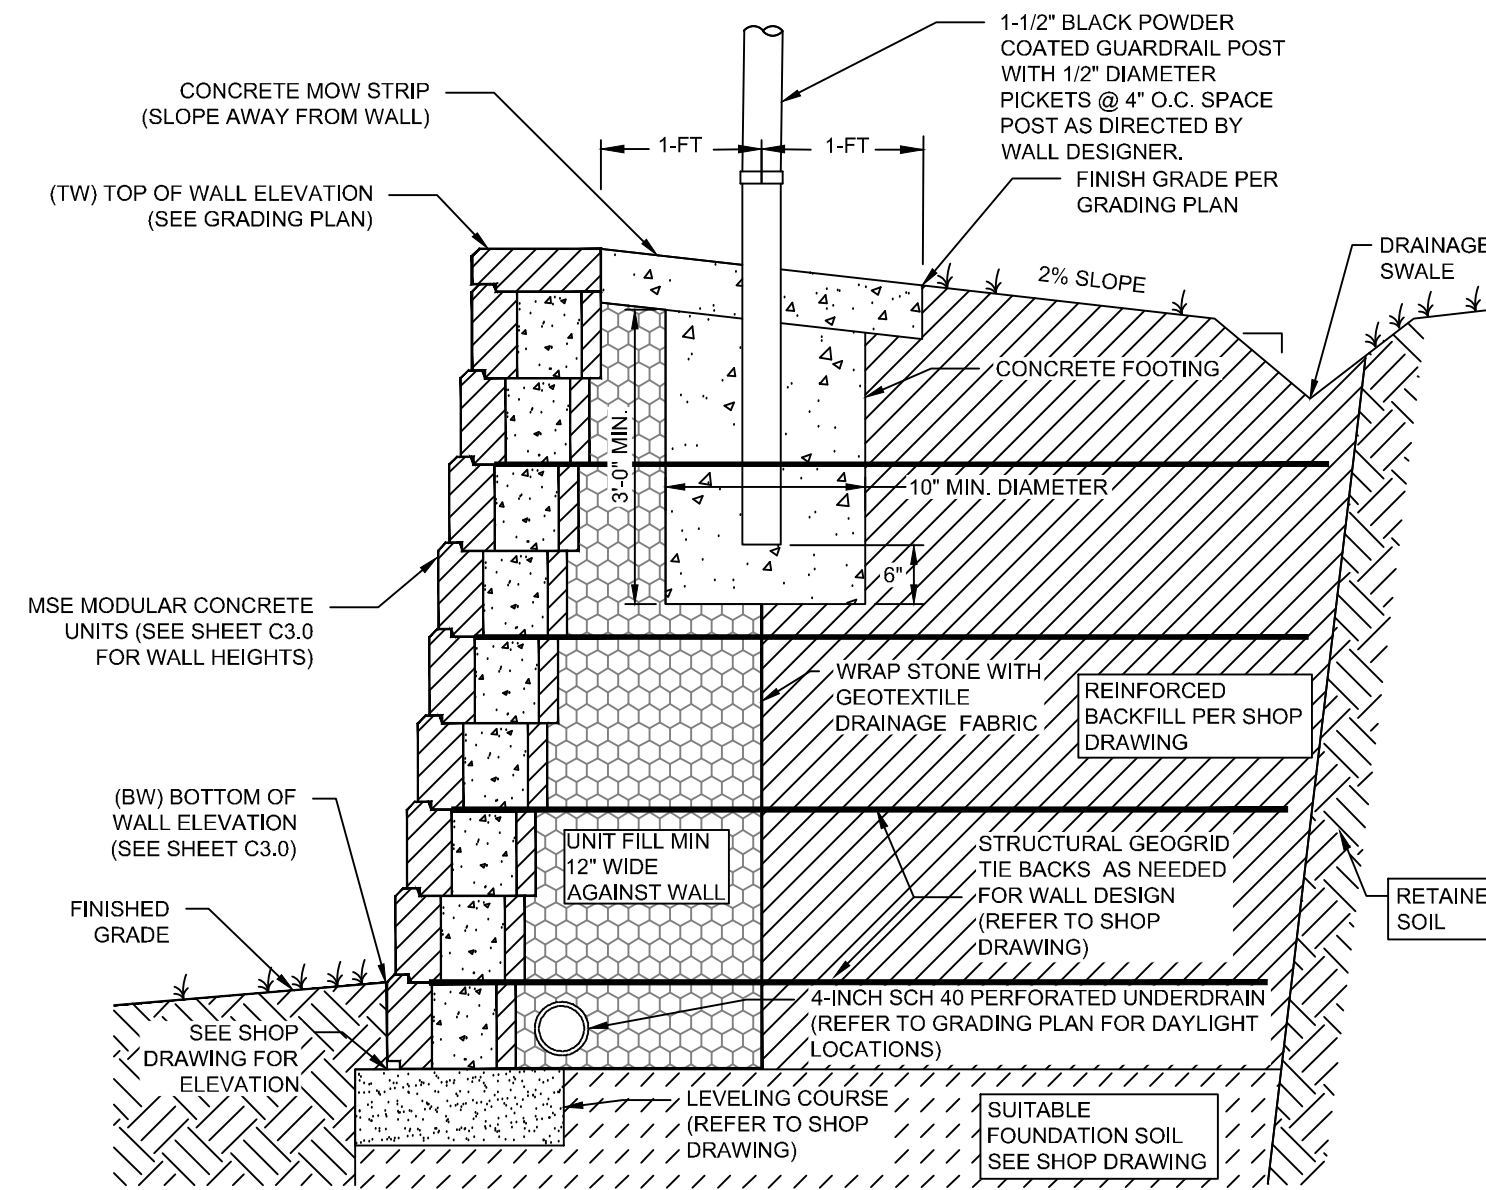 1-1/2" BLACK POWDER
COATED GUARDRAIL POST
WITH 1/2" DIAMETER
PICKETS @ 4" O.C. SPACE
POST AS DIRECTED BY
WALL DESIGNER.
CONCRETE MOW STRIP
(SLOPE AWAY FROM WALL)
1-FT
1-FT
(TW) TOP OF WALL ELEVATION
(SEE GRADING PLAN)
FINISH GRADE PER
GRADING PLAN
DRAINAGE
SWALE
2% SLOPE
CONCRETE FOOTING
3'-0" MIN.
10" MIN. DIAMETER
6"
MSE MODULAR CONCRETE
UNITS (SEE SHEET C3.0
FOR WALL HEIGHTS)
WRAP STONE WITH
GEOTEXTILE
DRAINAGE FABRIC
REINFORCED
BACKFILL PER SHOP
DRAWING
(BW) BOTTOM OF
WALL ELEVATION
(SEE SHEET C3.0)
UNIT FILL MIN
12" WIDE
AGAINST WALL
STRUCTURAL GEOGRID
TIE BACKS AS NEEDED
FOR WALL DESIGN
(REFER TO SHOP
DRAWING)
RETAINE
SOIL
FINISHED
GRADE
4-INCH SCH 40 PERFORATED UNDERDRAIN
(REFER TO GRADING PLAN FOR DAYLIGHT
LOCATIONS)
SEE SHOP
DRAWING FOR
ELEVATION
LEVELING COURSE
(REFER TO SHOP
DRAWING)
SUITABLE
FOUNDATION SOIL
SEE SHOP DRAWING